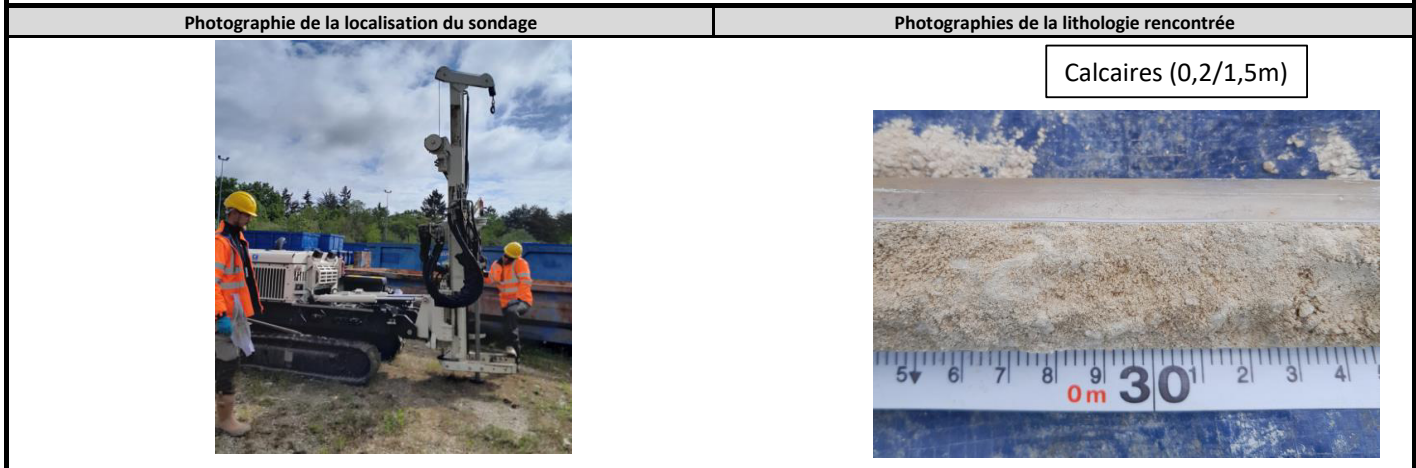 Photographie de la localisation du sondage
Photographies de la lithologie rencontrée
Calcaires (0,2/1,5m)
5 6 7 8 9 30 1 2 3 4
0m